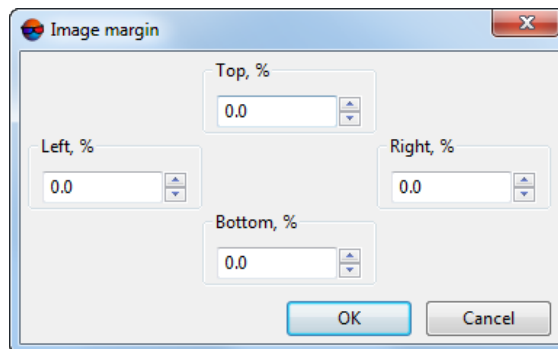 Image margin
Top, %
0.0
Left, %
0.0
Right, %
0.0
Bottom, %
0.0
OK
Cancel